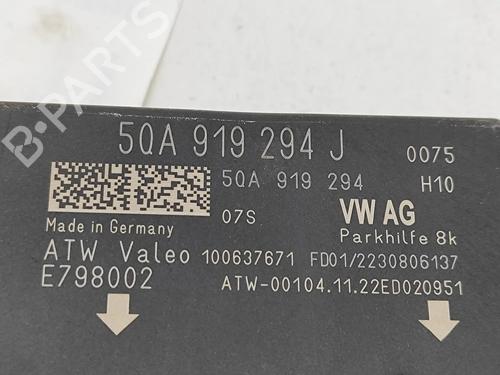 5QA 919 294 J 0075
5QA 919 294 H10
07S VW AG
Made in Germany Parkhilfe 8k
ATW Valeo 100637671 FD01/2230806137
E798002 ATW-00104.11.22ED020951
B-PARTS